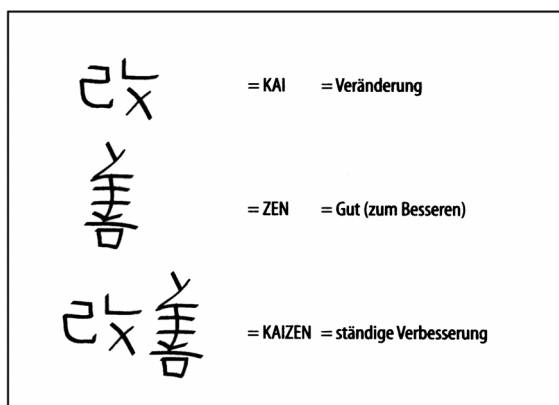 改 = KAI = Veränderung
善 = ZEN = Gut (zum Besseren)
改善 = KAIZEN = ständige Verbesserung